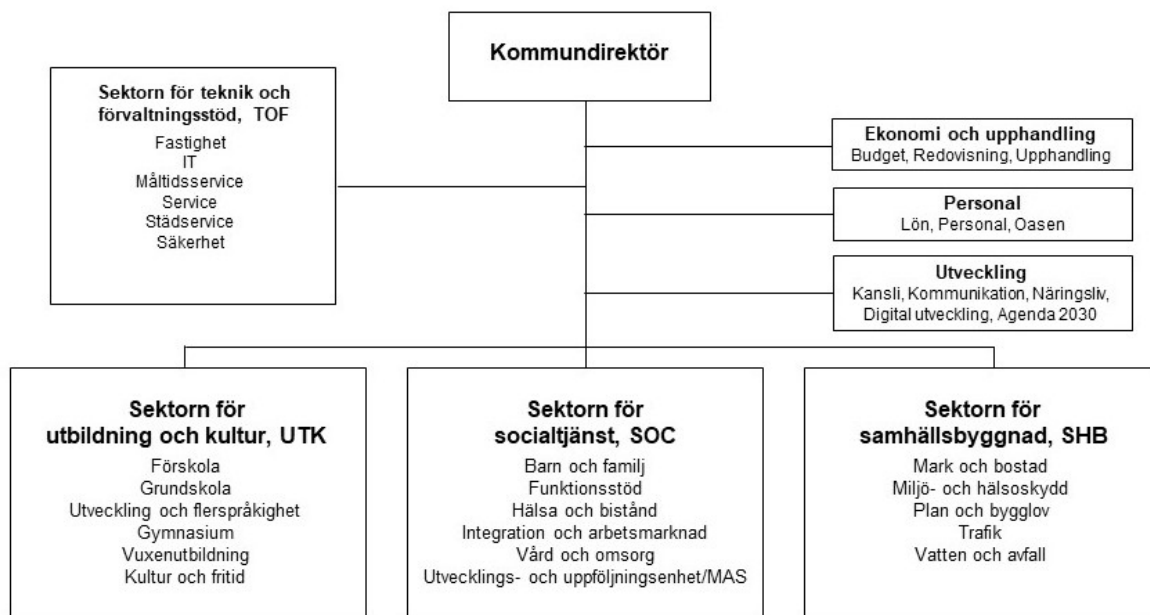 Kommundirektör
Sektorn för teknik och
förvaltningsstöd, TOF
Fastighet
IT
Måltidsservice
Service
Städservice
Säkerhet
Ekonomi och upphandling
Budget, Redovisning, Upphandling
Personal
Lön, Personal, Oasen
Utveckling
Kansli, Kommunikation, Näringsliv,
Digital utveckling, Agenda 2030
Sektorn för
utbildning och kultur, UTK
Förskola
Grundskola
Utveckling och flerspråkighet
Gymnasium
Vuxenutbildning
Kultur och fritid
Sektorn för
socialtjänst, SOC
Barn och familj
Funktionsstöd
Hälsa och bistånd
Integration och arbetsmarknad
Vård och omsorg
Utvecklings- och uppföljningsenhet/MAS
Sektorn för
samhällsbyggnad, SHB
Mark och bostad
Miljö- och hälsoskydd
Plan och bygglov
Trafik
Vatten och avfall